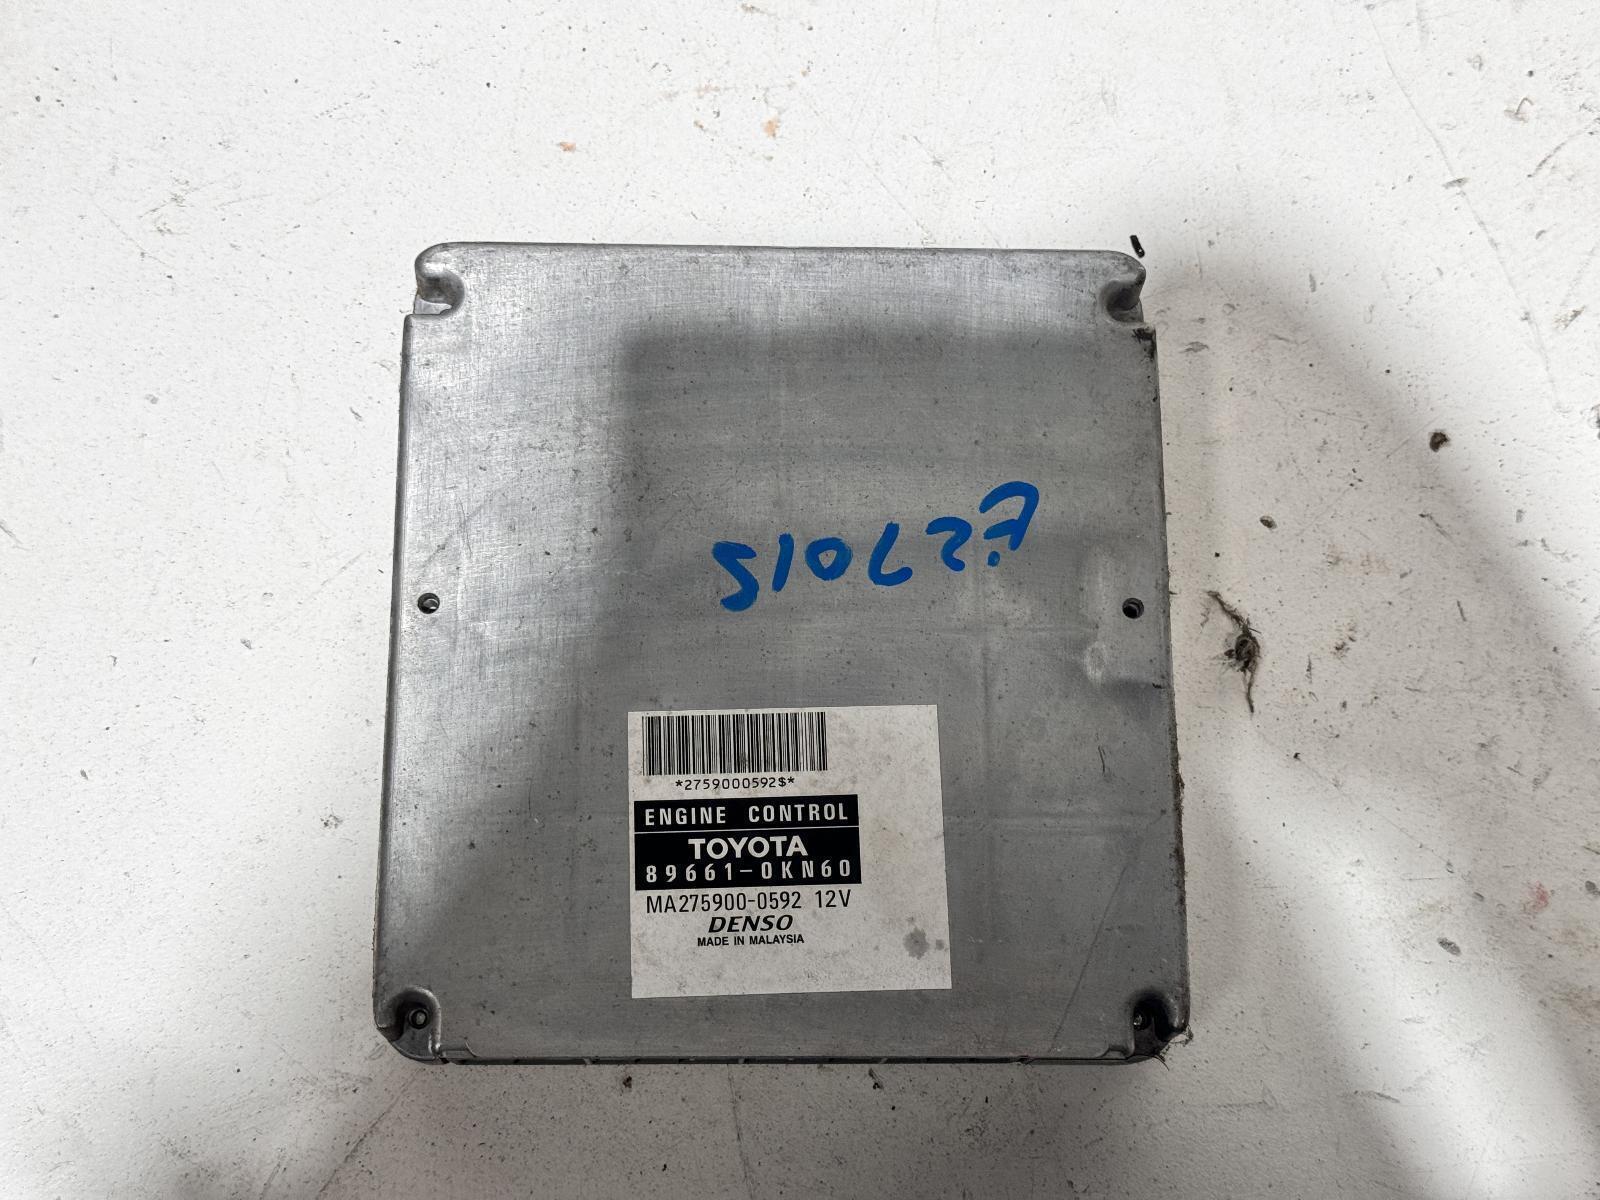 *2759000592$*
ENGINE CONTROL
TOYOTA
89661-0KN60
MA275900-0592 12V
DENSO
MADE IN MALAYSIA